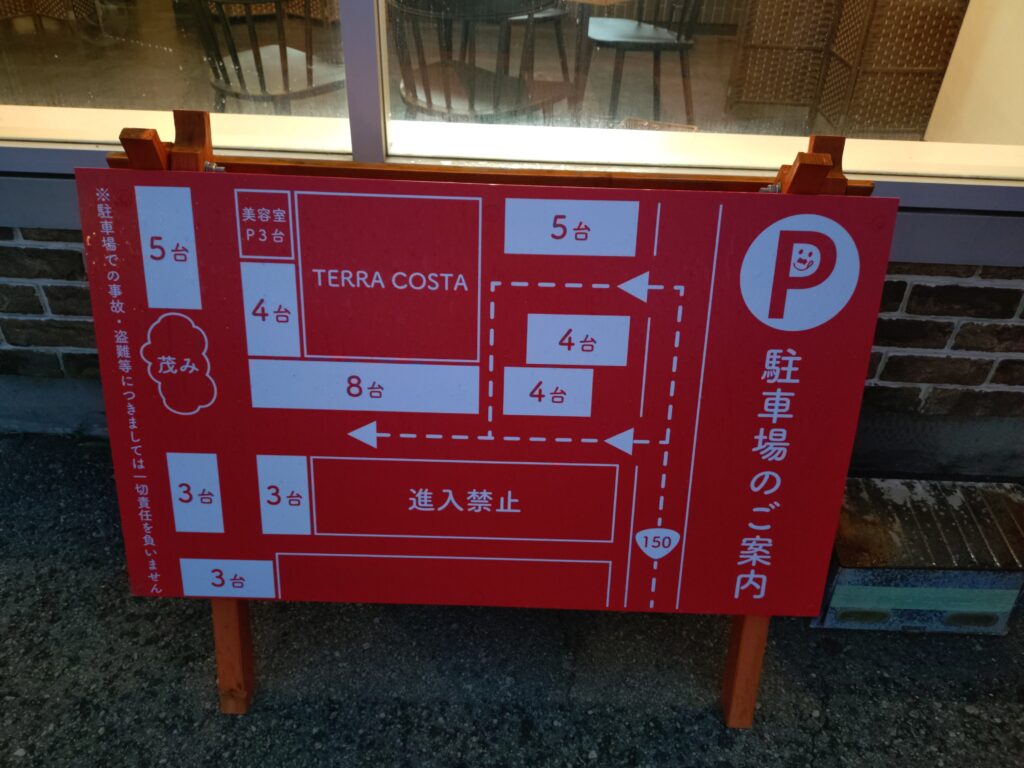 P
駐車場のご案内
5台
美容室
P3台
TERRA COSTA
5台
4台
4台
茂み
8台
4台
3台
3台
進入禁止
150
3台
※駐車場での事故・盗難等につきましては一切責任を負いません